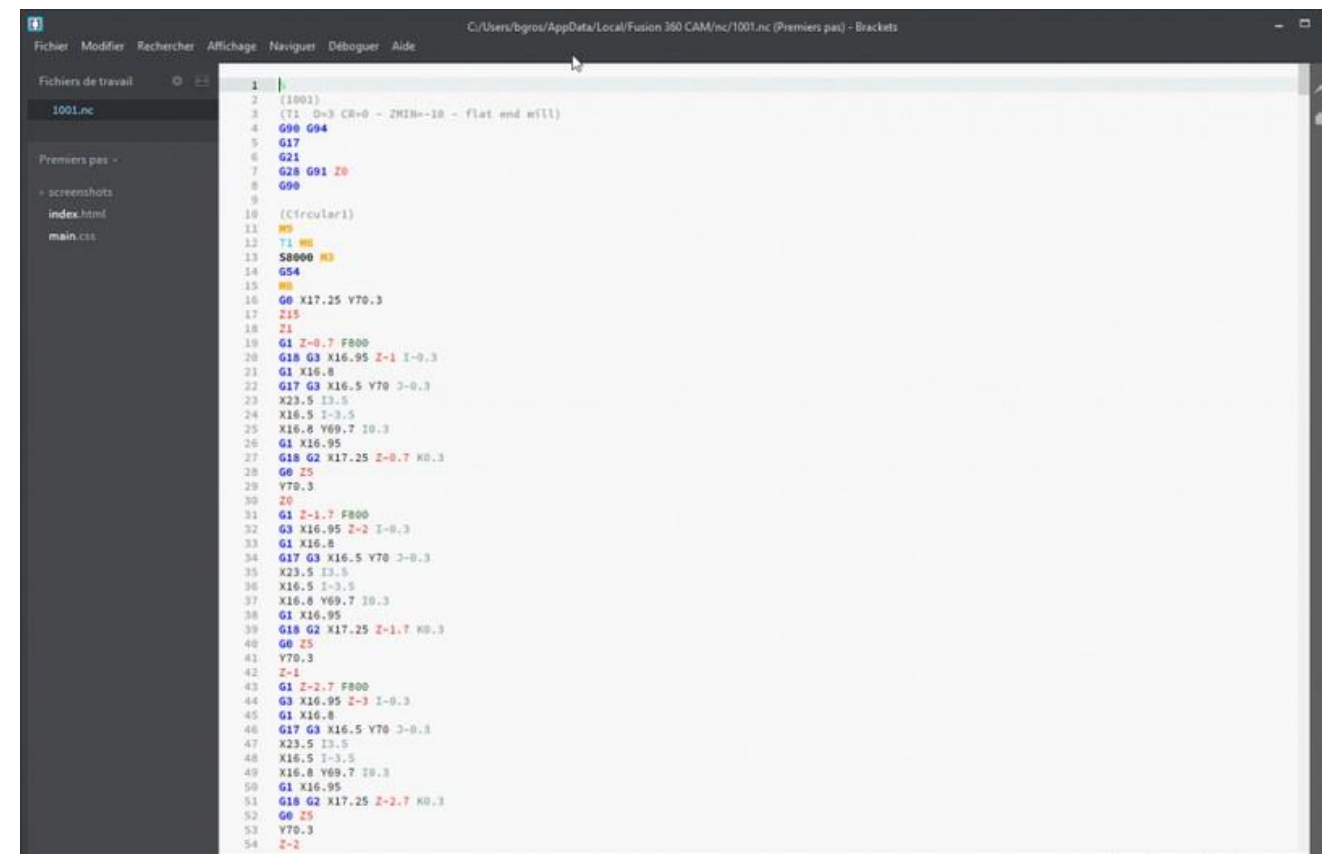 C:/Users/bgros/AppData/Local/Fusion 360 CAM/nc/1001.nc (Premiers pas) - Brackets
Fichier Modifier Rechercher Affichage Naviguer Déboguer Aide
Fichiers de travail
1001.nc
Premiers pas
screenshots
index.html
main.css
1 %
2 (1001)
3 (T1 D=3 CR=0 - ZMIN=-10 - flat end mill)
4 G90 G94
5 G17
6 G21
7 G28 G91 Z0
8 G90
9
10 (Circular1)
11 M9
12 T1 M6
13 S8000 M3
14 G54
15 M8
16 G0 X17.25 Y70.3
17 Z15
18 Z1
19 G1 Z-0.7 F800
20 G18 G3 X16.95 Z-1 I-0.3
21 G1 X16.8
22 G17 G3 X16.5 Y70 J-0.3
23 X23.5 I3.5
24 X16.5 I-3.5
25 X16.8 Y69.7 I0.3
26 G1 X16.95
27 G18 G2 X17.25 Z-0.7 K0.3
28 G0 Z5
29 Y70.3
30 Z0
31 G1 Z-1.7 F800
32 G3 X16.95 Z-2 I-0.3
33 G1 X16.8
34 G17 G3 X16.5 Y70 J-0.3
35 X23.5 I3.5
36 X16.5 I-3.5
37 X16.8 Y69.7 I0.3
38 G1 X16.95
39 G18 G2 X17.25 Z-1.7 K0.3
40 G0 Z5
41 Y70.3
42 Z-1
43 G1 Z-2.7 F800
44 G3 X16.95 Z-3 I-0.3
45 G1 X16.8
46 G17 G3 X16.5 Y70 J-0.3
47 X23.5 I3.5
48 X16.5 I-3.5
49 X16.8 Y69.7 I0.3
50 G1 X16.95
51 G18 G2 X17.25 Z-2.7 K0.3
52 G0 Z5
53 Y70.3
54 Z-2